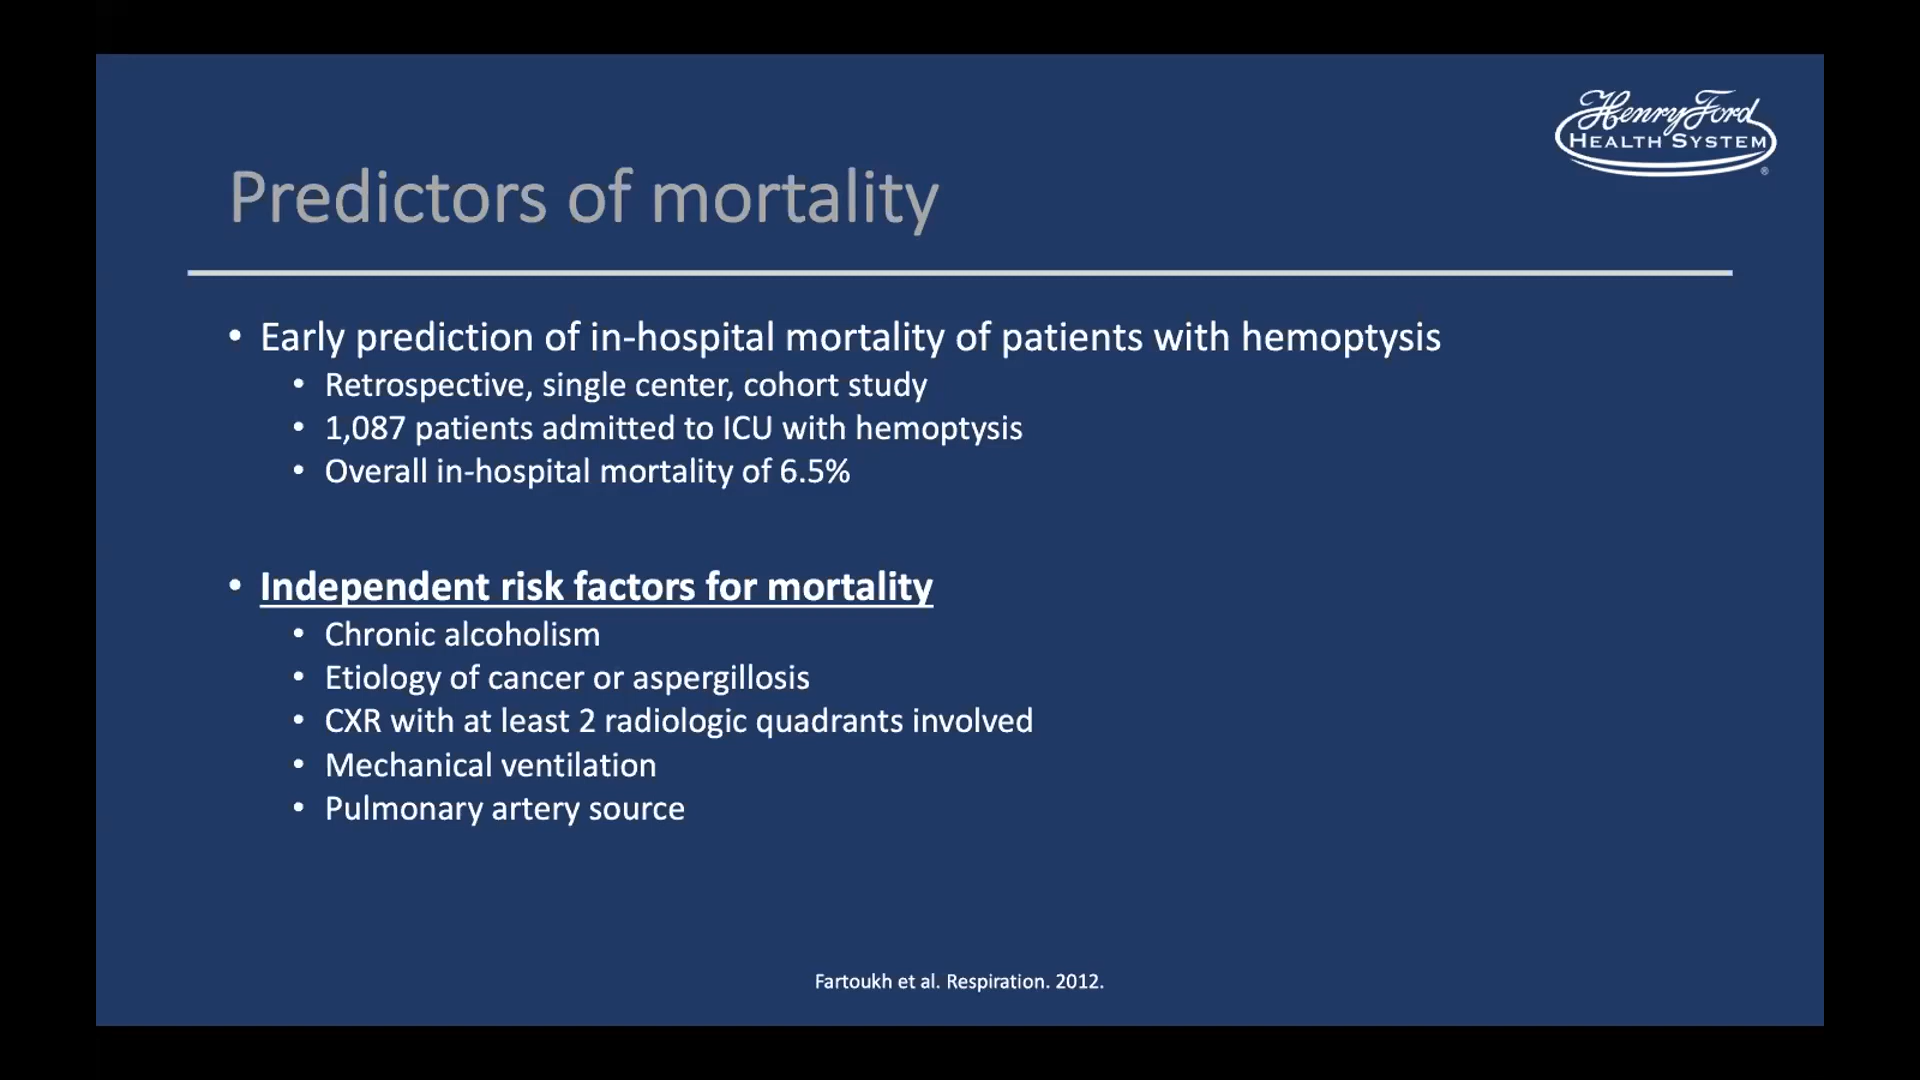 Henry Ford
HEALTH SYSTEM
®
Predictors of mortality
• Early prediction of in-hospital mortality of patients with hemoptysis
• Retrospective, single center, cohort study
• 1,087 patients admitted to ICU with hemoptysis
• Overall in-hospital mortality of 6.5%
• Independent risk factors for mortality
• Chronic alcoholism
• Etiology of cancer or aspergillosis
• CXR with at least 2 radiologic quadrants involved
• Mechanical ventilation
• Pulmonary artery source
Fartoukh et al. Respiration. 2012.